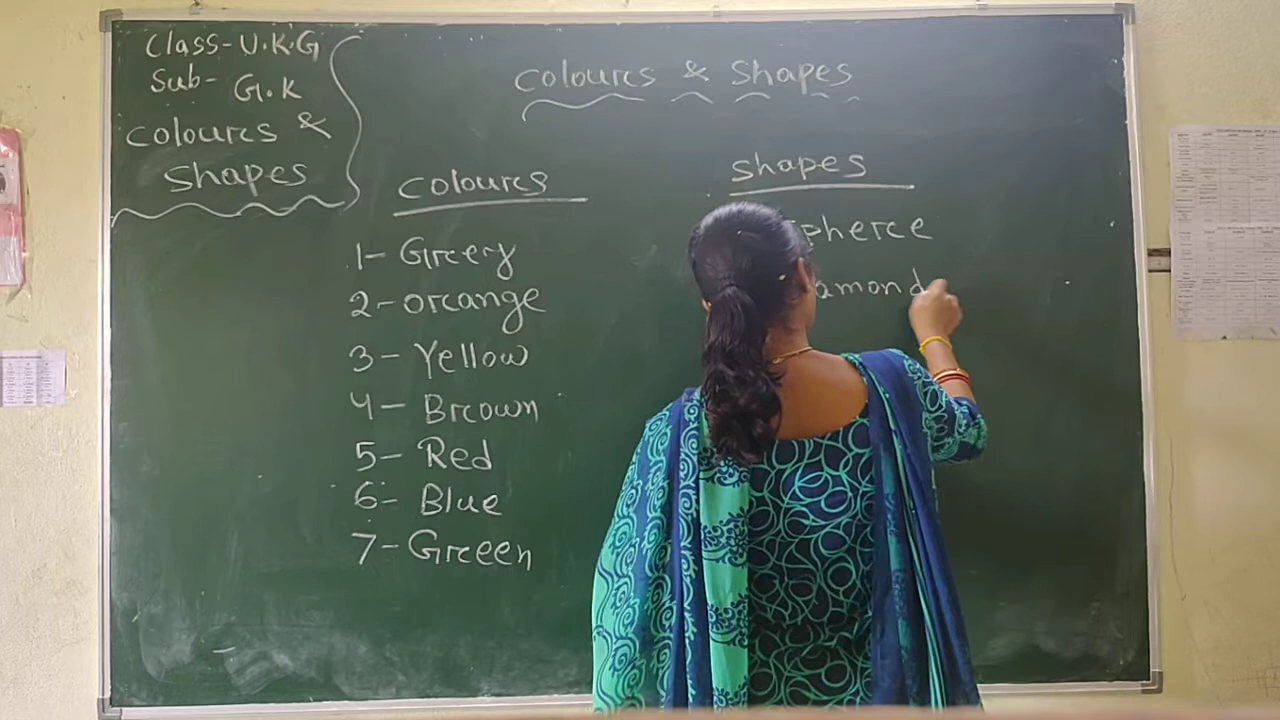 Class- U.K.G
Sub- G.K
colours &
shapes
colours & shapes
colours
shapes
1- Grey
2- orange
3- Yellow
4- Brown
5- Red
6- Blue
7- Green
phere
amond